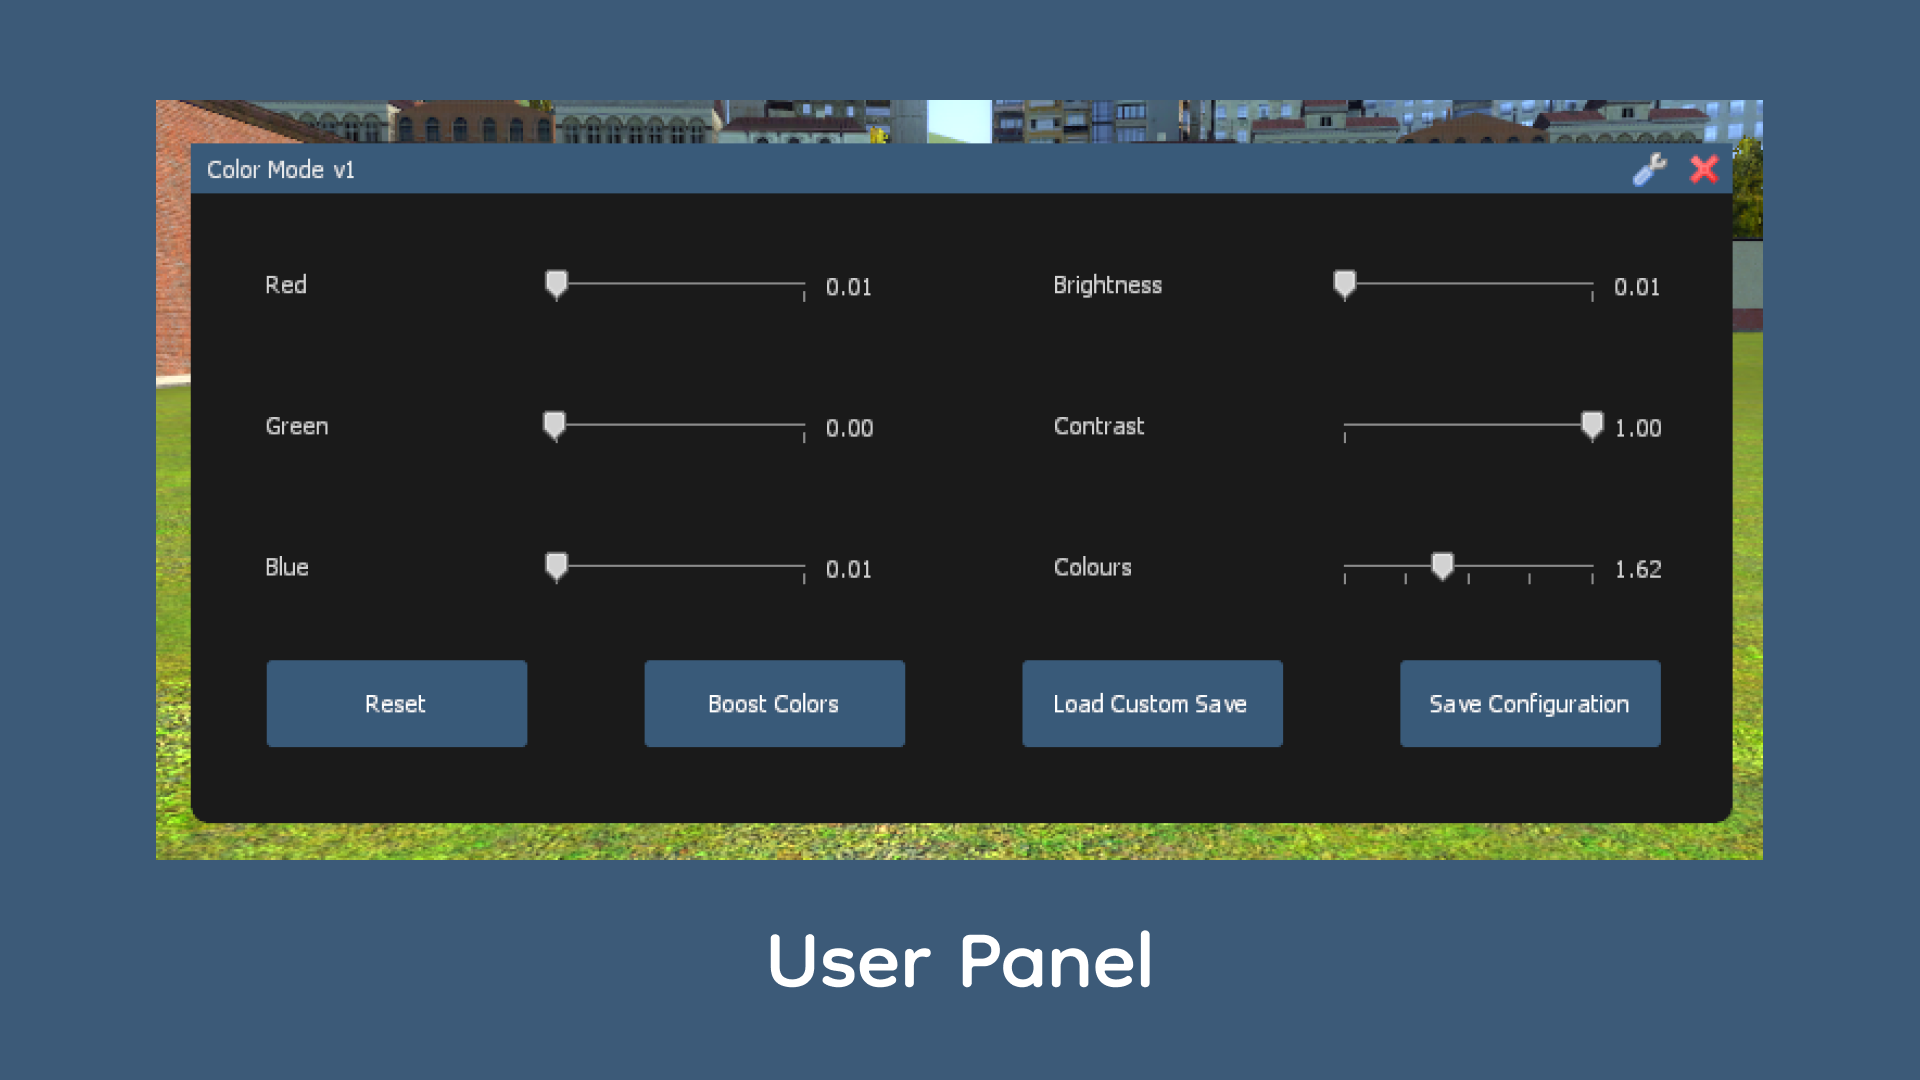 Color Mode v1
Red 0.01 Brightness 0.01
Green 0.00 Contrast 1.00
Blue 0.01 Colours 1.62
Reset Boost Colors Load Custom Save Save Configuration
User Panel